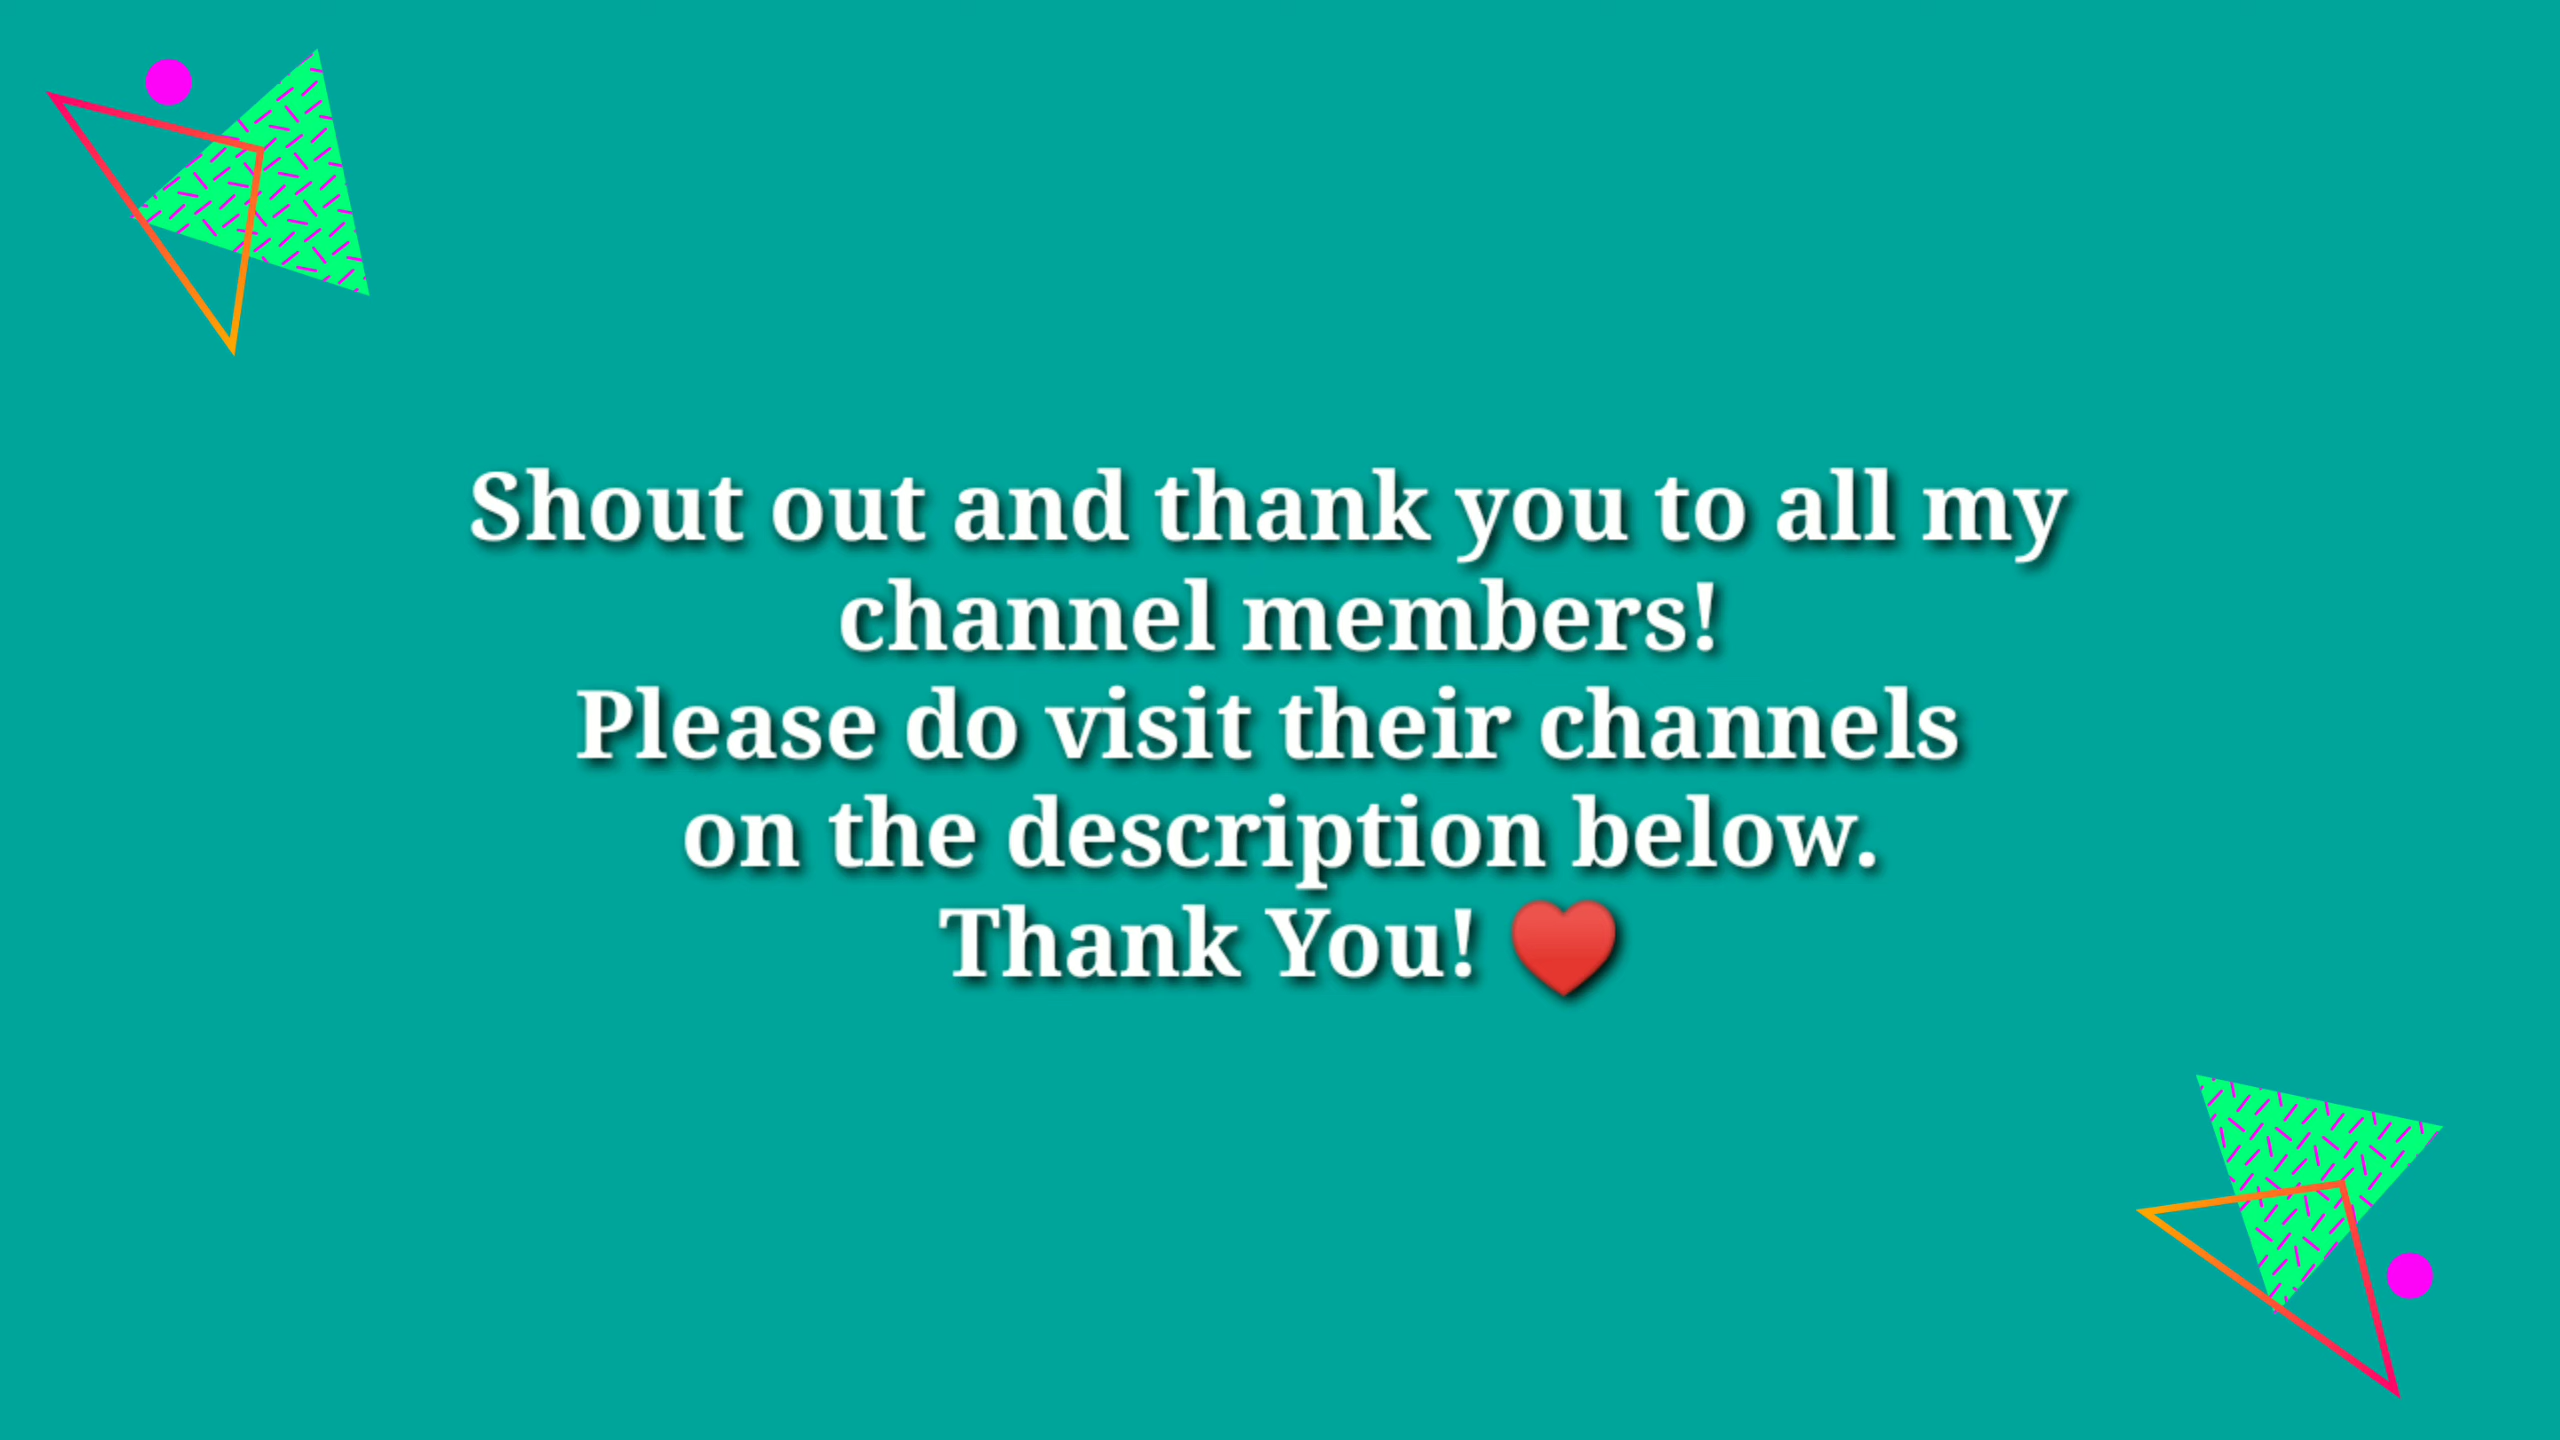 Shout out and thank you to all my
channel members!
Please do visit their channels
on the description below.
Thank You! ❤️